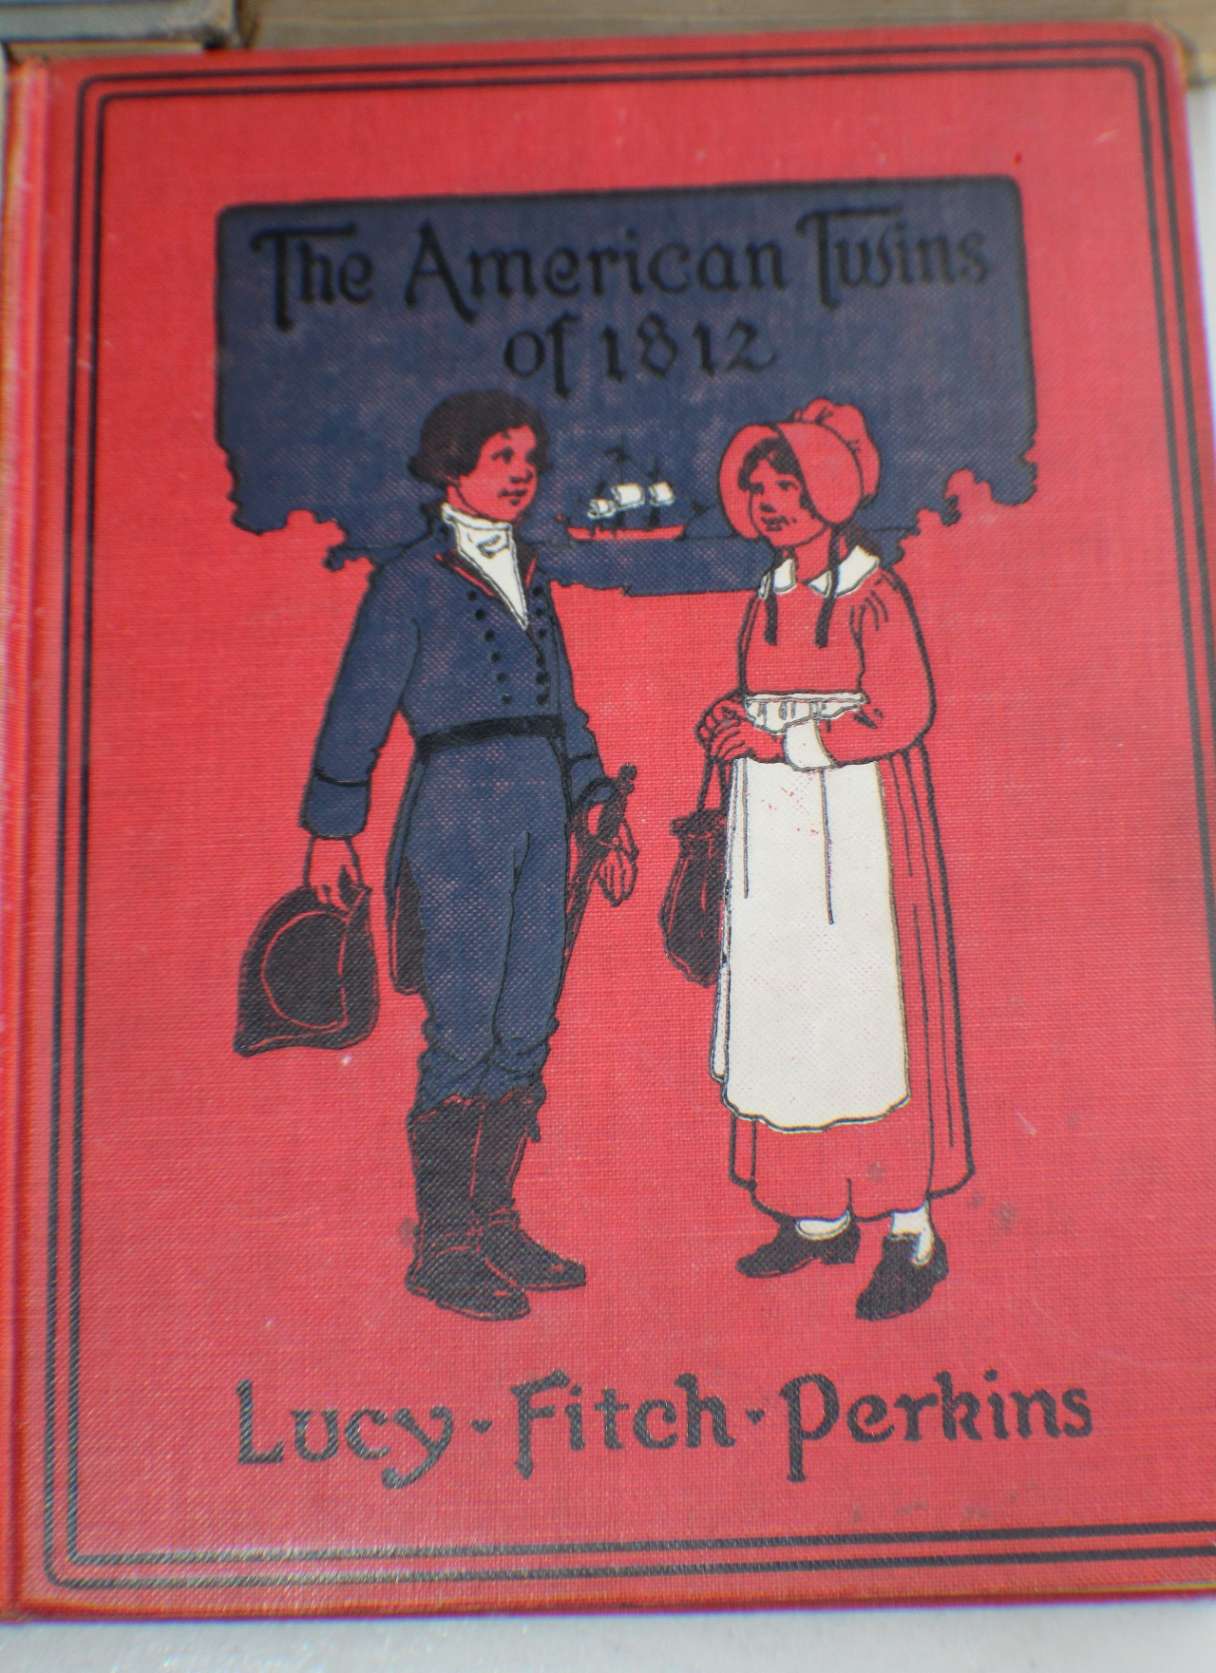 The American Twins
of 1812
Lucy · Fitch · Perkins